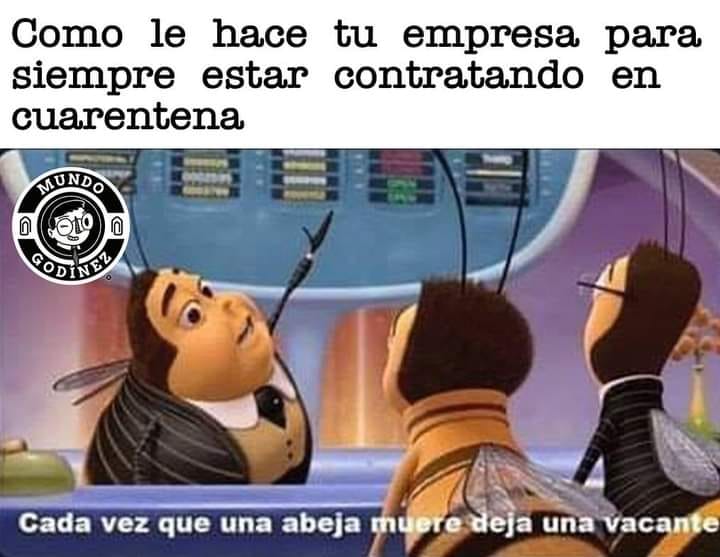 Como le hace tu empresa para
siempre estar contratando en
cuarentena
MUNDO
GODÍNEZ
Cada vez que una abeja muere deja una vacante